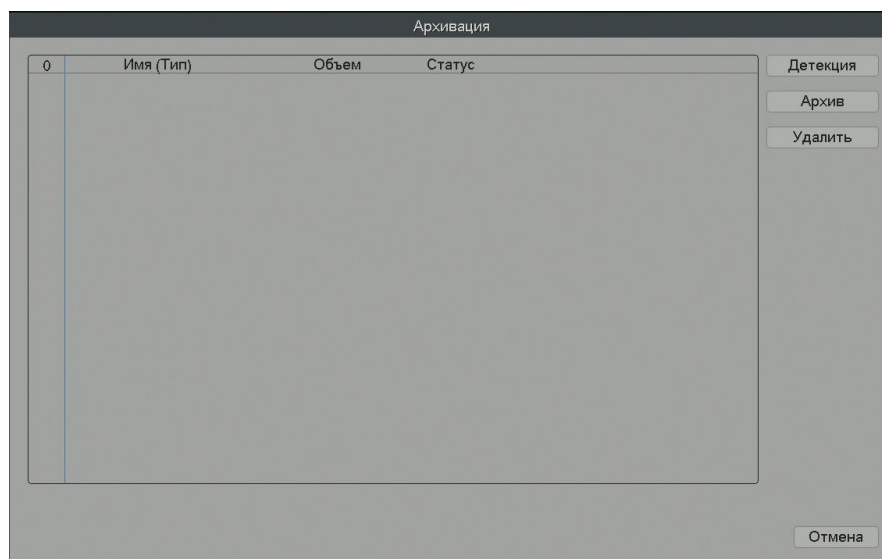 Архивация
0 Имя (Тип) Объем Статус
Детекция
Архив
Удалить
Отмена